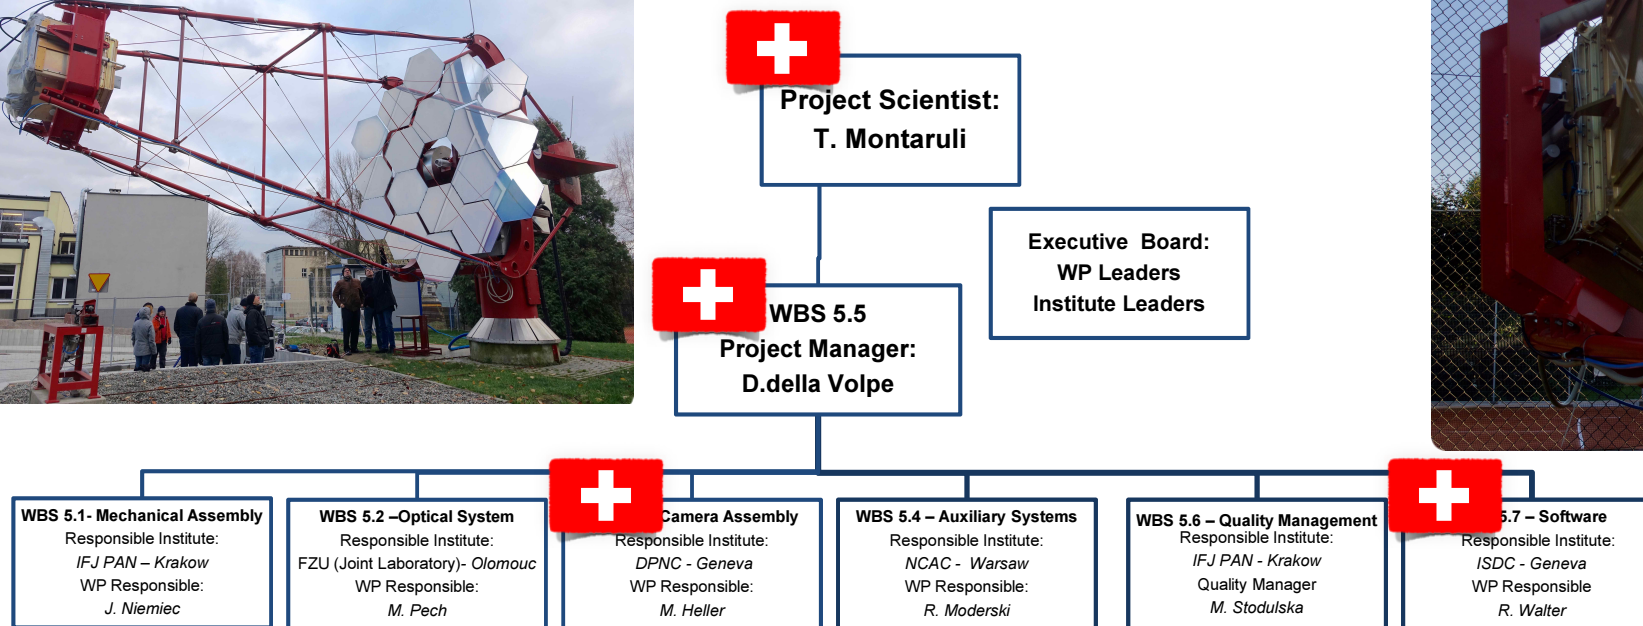 Project Scientist:
T. Montaruli
Executive Board:
WP Leaders
Institute Leaders
WBS 5.5
Project Manager:
D.della Volpe
WBS 5.1- Mechanical Assembly
Responsible Institute:
IFJ PAN – Krakow
WP Responsible:
J. Niemiec
WBS 5.2 –Optical System
Responsible Institute:
FZU (Joint Laboratory)- Olomouc
WP Responsible:
M. Pech
Camera Assembly
Responsible Institute:
DPNC - Geneva
WP Responsible:
M. Heller
WBS 5.4 – Auxiliary Systems
Responsible Institute:
NCAC - Warsaw
WP Responsible:
R. Moderski
WBS 5.6 – Quality Management
Responsible Institute:
IFJ PAN - Krakow
Quality Manager
M. Stodulska
5.7 – Software
Responsible Institute:
ISDC - Geneva
WP Responsible
R. Walter